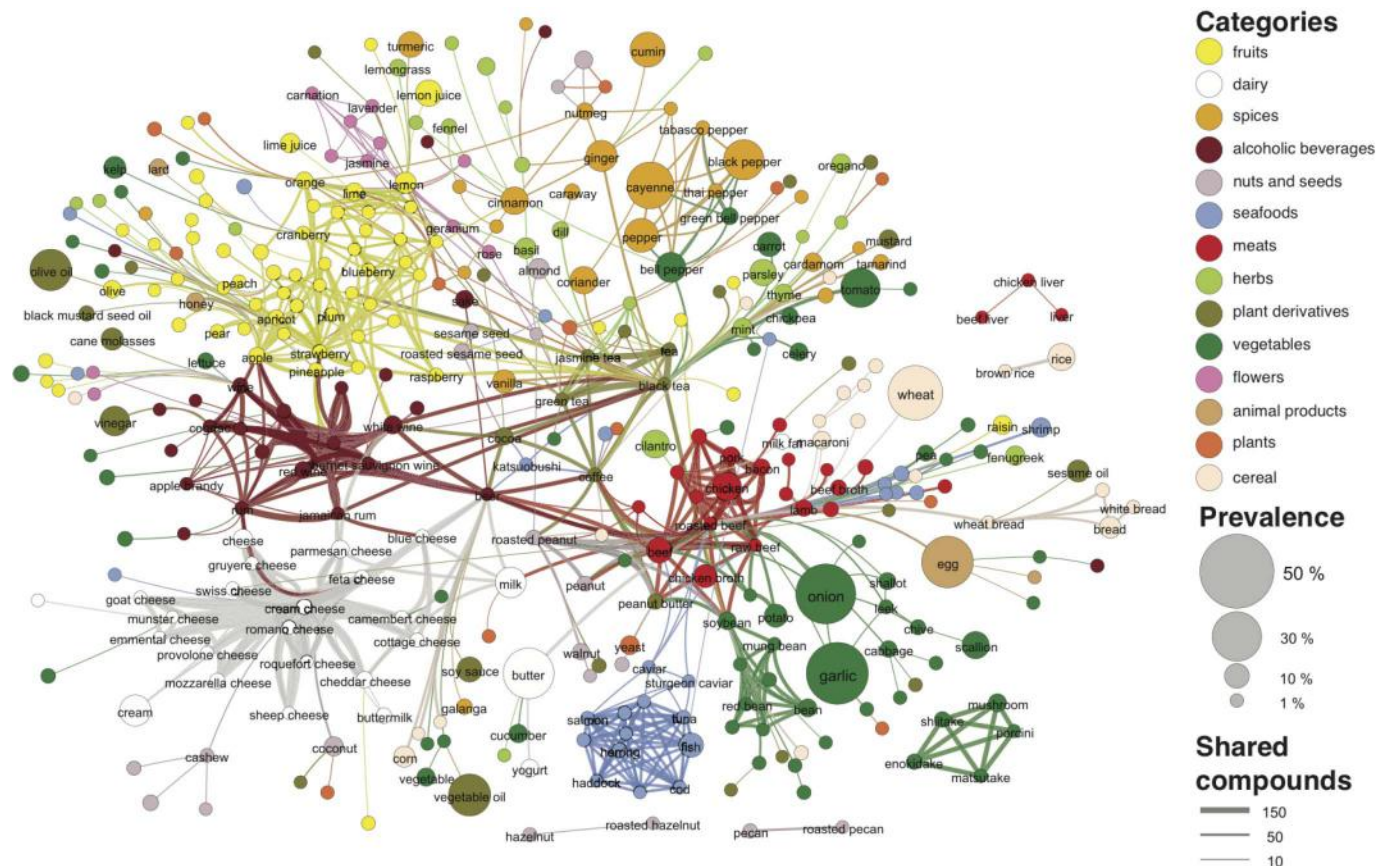 turmeric
cumin
lemongrass
carnation
lemon juice
lavender
nutmeg
tabasco pepper
fennel
lime juice
ginger
black pepper
oregano
kelp
lard
jasmine
orange
lime
lemon
cayenne
thai pepper
cinnamon
caraway
green bell pepper
cranberry
geranium
dill
pepper
basil
carrot
mustard
rose
almond
bell pepper
parsley
cardamom
tamarind
olive oil
blueberry
coriander
thyme
tomato
chicken liver
olive
peach
honey
sake
beef liver
liver
black mustard seed oil
apricot
plum
mint
chickpea
cane molasses
pear
sesame seed
lettuce
apple
strawberry
roasted sesame seed
jasmine tea
tea
celery
rice
pineapple
raspberry
vanilla
black tea
brown rice
wine
green tea
wheat
vinegar
cognac
white wine
cocoa
cilantro
milk fat
macaroni
raisin
shrimp
red wine
cabernet sauvignon wine
katsuobushi
pork
bacon
pea
fenugreek
coffee
chicken
sesame oil
apple brandy
beer
beef broth
rum
jamaican rum
lamb
white bread
roasted beef
wheat bread
bread
cheese
blue cheese
roasted peanut
parmesan cheese
beef
raw beef
gruyere cheese
feta cheese
egg
swiss cheese
milk
peanut
chicken broth
shallot
goat cheese
cream cheese
onion
munster cheese
camembert cheese
peanut butter
leek
romano cheese
soybean
potato
emmental cheese
cottage cheese
chive
provolone cheese
yeast
mung bean
cabbage
scallion
roquefort cheese
walnut
caviar
mozzarella cheese
cheddar cheese
soy sauce
butter
sturgeon caviar
garlic
red bean
bean
mushroom
cream
sheep cheese
buttermilk
galanga
salmon
tuna
shiitake
porcini
cucumber
herring
fish
coconut
cashew
corn
enokidake
vegetable
yogurt
haddock
cod
matsutake
vegetable oil
hazelnut
roasted hazelnut
pecan
roasted pecan
Categories
fruits
dairy
spices
alcoholic beverages
nuts and seeds
seafoods
meats
herbs
plant derivatives
vegetables
flowers
animal products
plants
cereal
Prevalence
50 %
30 %
10 %
1 %
Shared
compounds
150
50
10